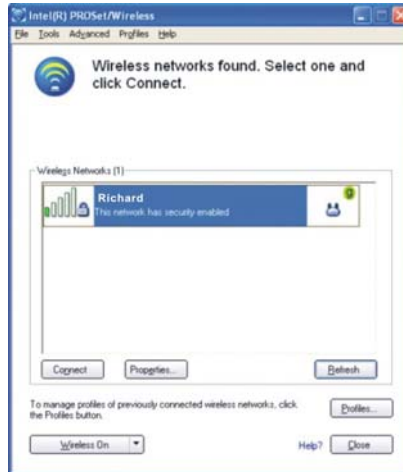 Intel(R) PROSet/Wireless
File Tools Advanced Profiles Help
Wireless networks found. Select one and
click Connect.
Wireless Networks (1)
Richard
This network has security enabled
Connect Properties... Refresh
To manage profiles of previously connected wireless networks, click
the Profiles button.
Profiles...
Wireless On Help? Close